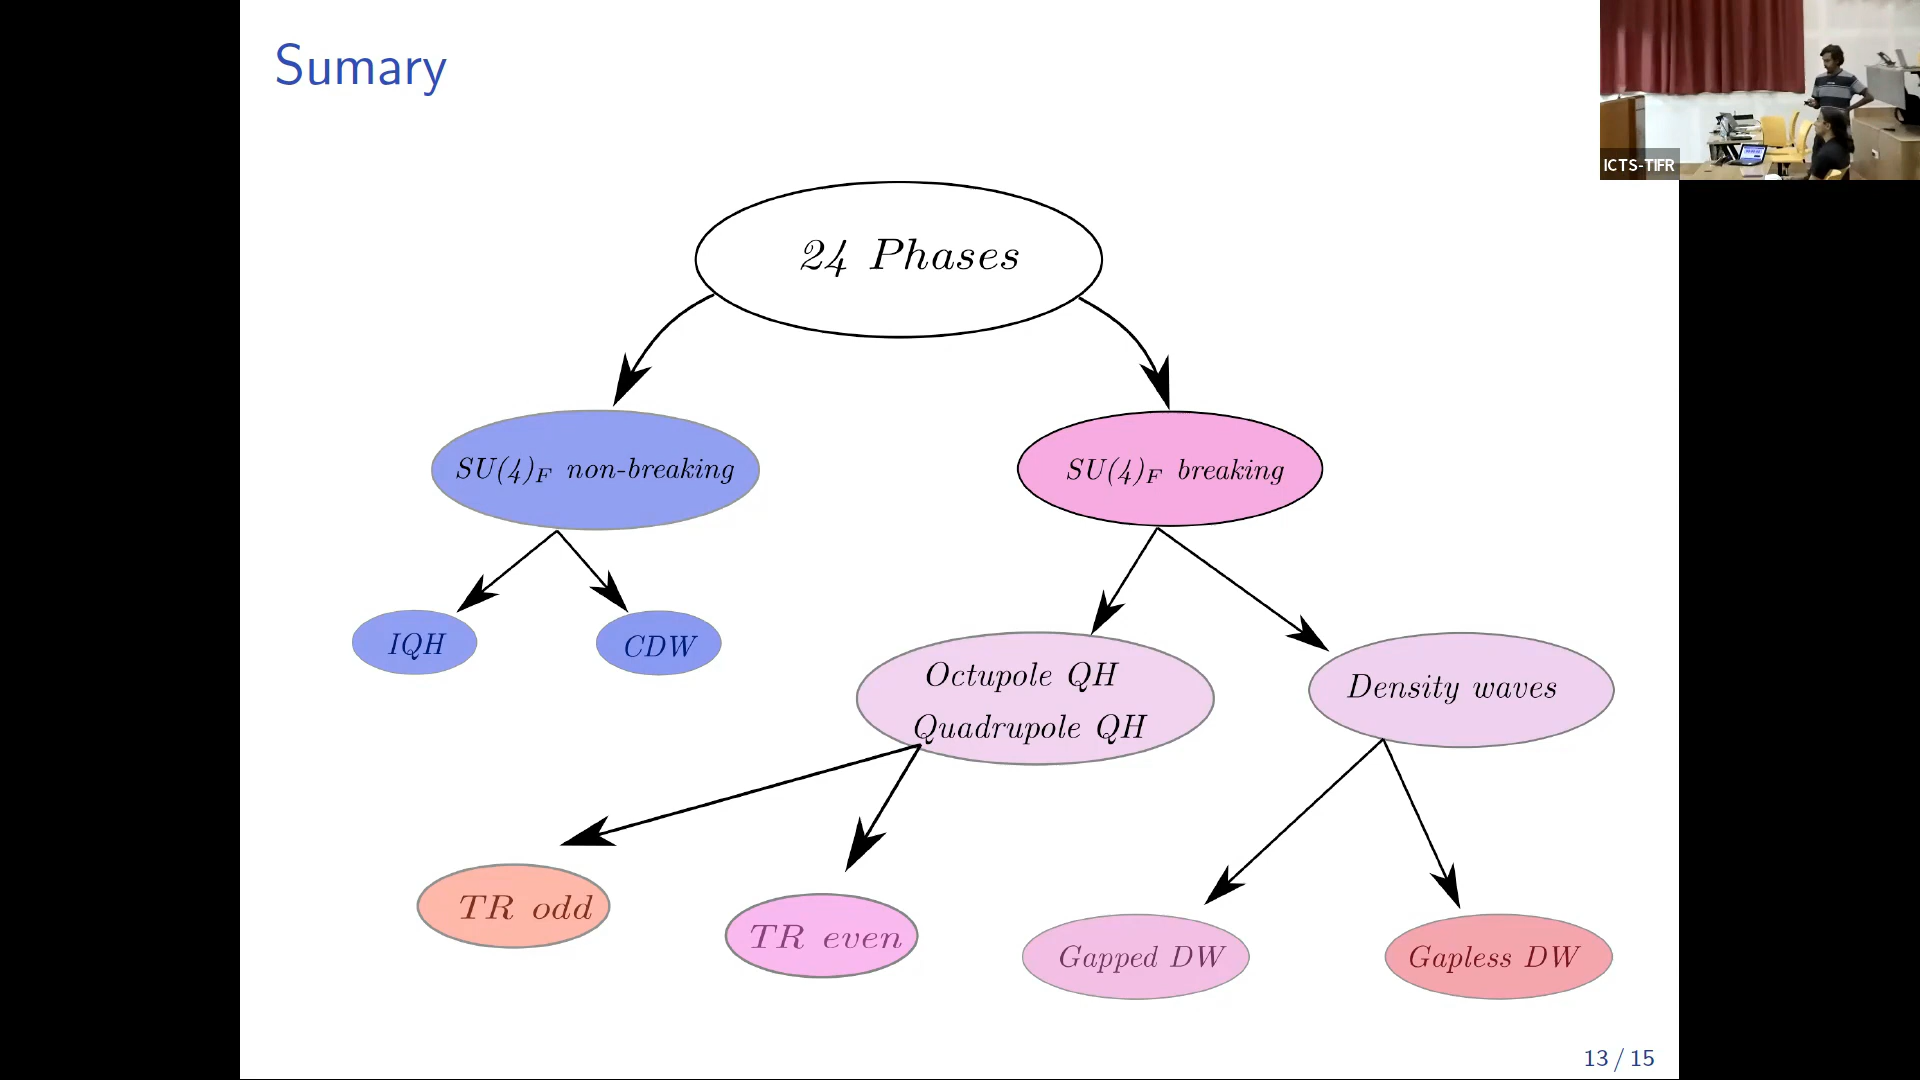 Sumary
ICTS-TIFR
24 Phases
SU(4)_F non-breaking
SU(4)_F breaking
IQH
CDW
Octupole QH
Quadrupole QH
Density waves
TR odd
TR even
Gapped DW
Gapless DW
13 / 15